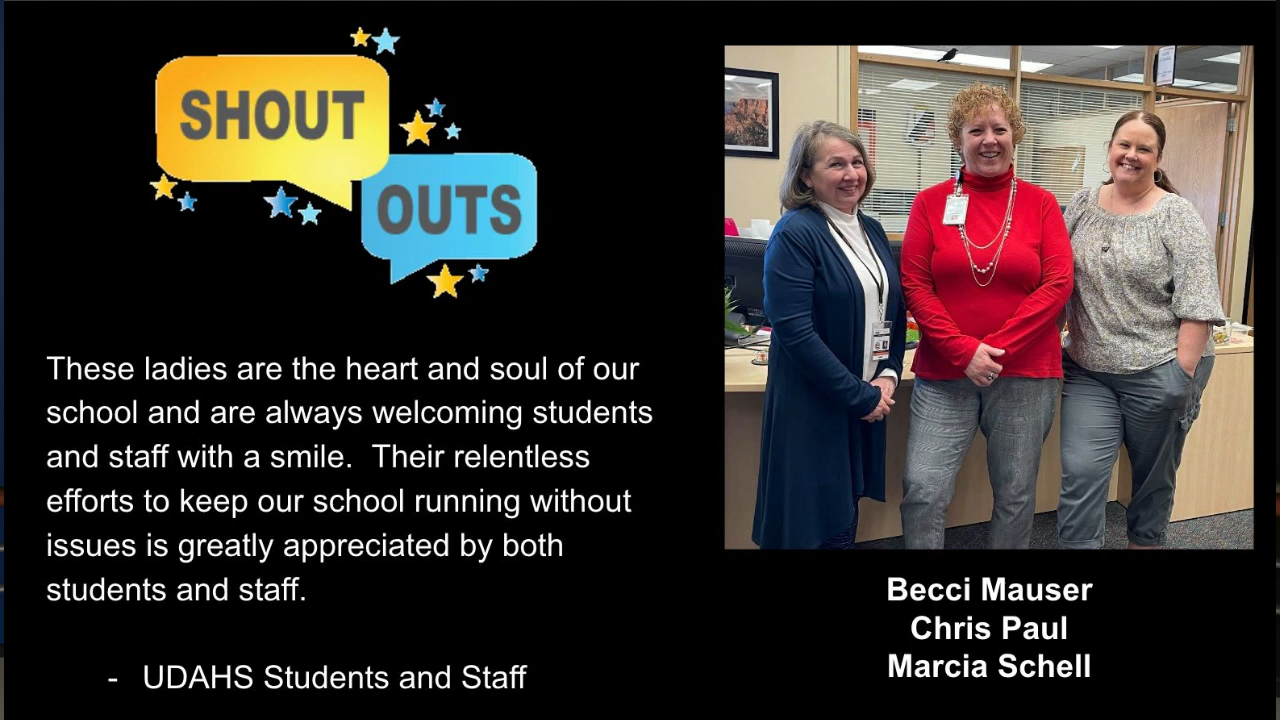 SHOUT
OUTS
These ladies are the heart and soul of our
school and are always welcoming students
and staff with a smile.  Their relentless
efforts to keep our school running without
issues is greatly appreciated by both
students and staff.
- UDAHS Students and Staff
Becci Mauser
Chris Paul
Marcia Schell